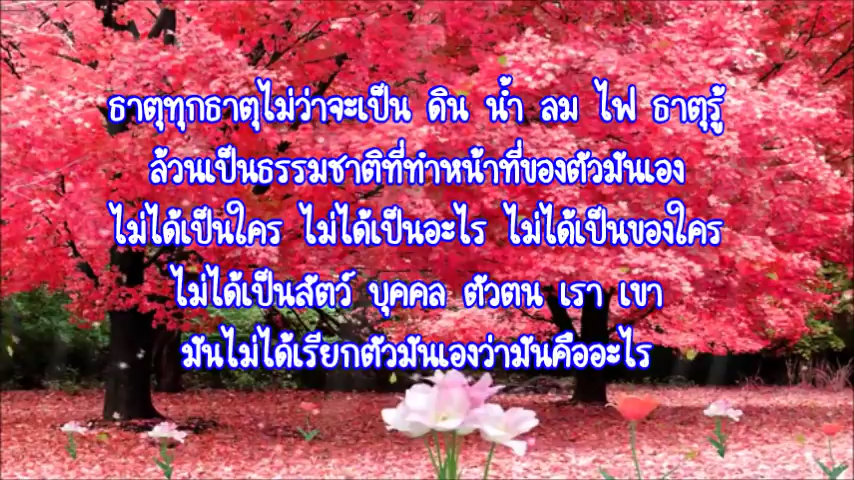 ธาตุทุกธาตุไม่ว่าจะเป็น ดิน น้ำ ลม ไฟ ธาตุรู้
ล้วนเป็นธรรมชาติที่ทำหน้าที่ของตัวมันเอง
ไม่ได้เป็นใคร ไม่ได้เป็นอะไร ไม่ได้เป็นของใคร
ไม่ได้เป็นสัตว์ บุคคล ตัวตน เรา เขา
มันไม่ได้เรียกตัวมันเองว่ามันคืออะไร